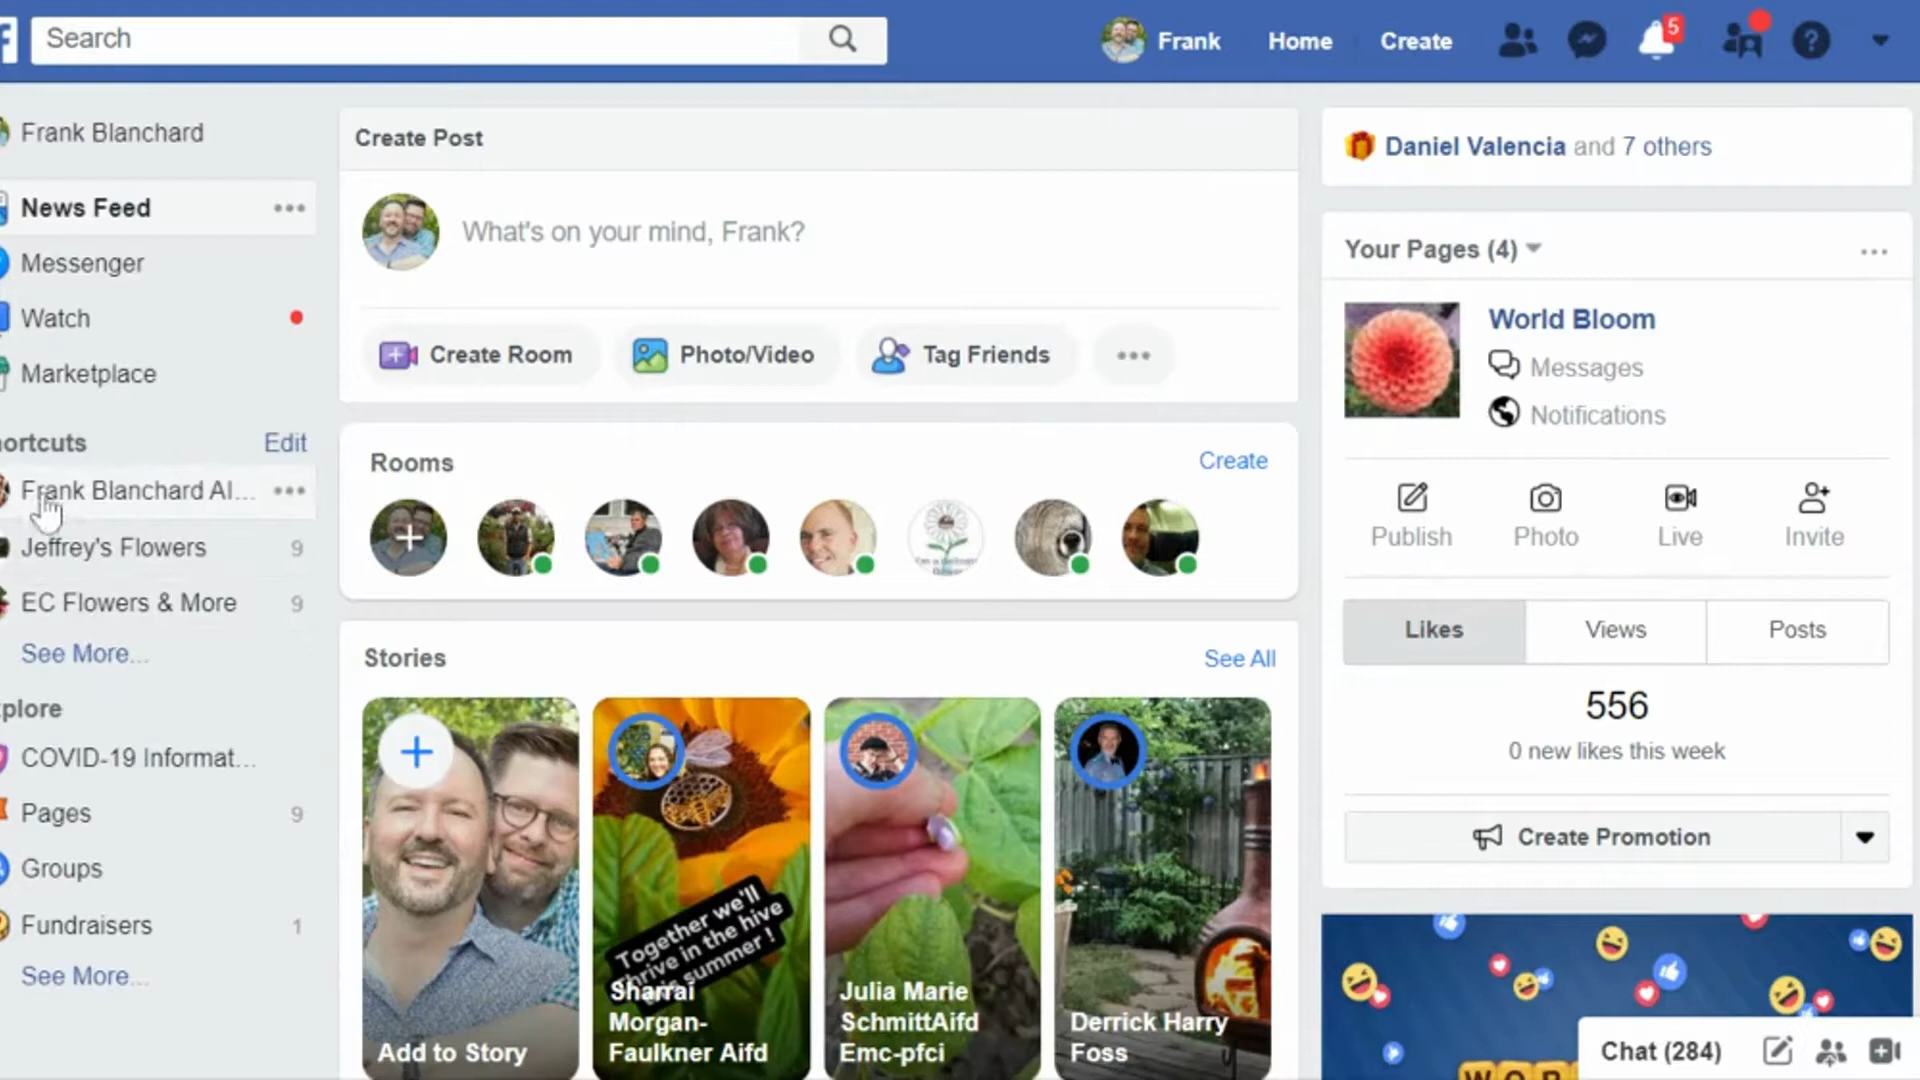 f
Search
Frank
Home
Create
5
Frank Blanchard
News Feed
Messenger
Watch
Marketplace
ortcuts
Edit
Frank Blanchard AI...
Jeffrey's Flowers
9
EC Flowers & More
9
See More...
plore
COVID-19 Informat...
Pages
9
Groups
Fundraisers
1
See More...
Create Post
What's on your mind, Frank?
Create Room
Photo/Video
Tag Friends
Rooms
Create
Stories
See All
Add to Story
Together we'll
thrive in the hive
this summer!
Sharrai
Morgan-
Faulkner Aifd
Julia Marie
SchmittAifd
Emc-pfci
Derrick Harry
Foss
Daniel Valencia and 7 others
Your Pages (4)
World Bloom
Messages
Notifications
Publish
Photo
Live
Invite
Likes
Views
Posts
556
0 new likes this week
Create Promotion
Chat (284)